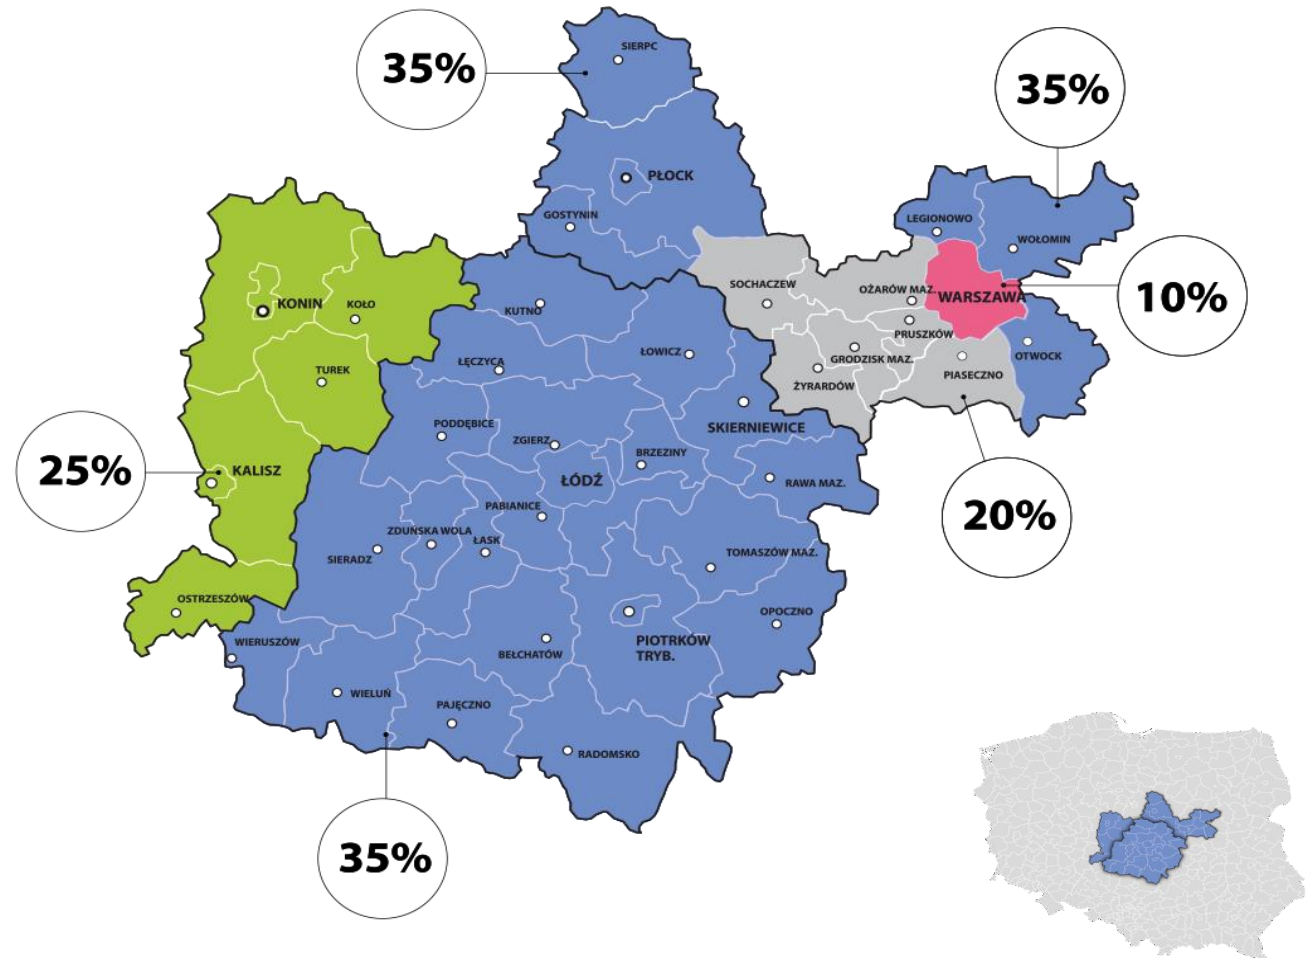 SIERPC
35%
35%
PŁOCK
GOSTYNIN
LEGIONOWO
WOŁOMIN
SOCHACZEW
OŻARÓW MAZ.
WARSZAWA
10%
KONIN
KOŁO
KUTNO
PRUSZKÓW
ŁOWICZ
GRODZISK MAZ.
OTWOCK
ŁĘCZYCA
TUREK
ŻYRARDÓW
PIASECZNO
PODDĘBICE
SKIERNIEWICE
ZGIERZ
BRZEZINY
25%
KALISZ
ŁÓDŹ
RAWA MAZ.
PABIANICE
20%
ZDUŃSKA WOLA
ŁASK
SIERADZ
TOMASZÓW MAZ.
OSTRZESZÓW
OPOCZNO
WIERUSZÓW
PIOTRKÓW
TRYB.
BEŁCHATÓW
WIELUŃ
PAJĘCZNO
RADOMSKO
35%